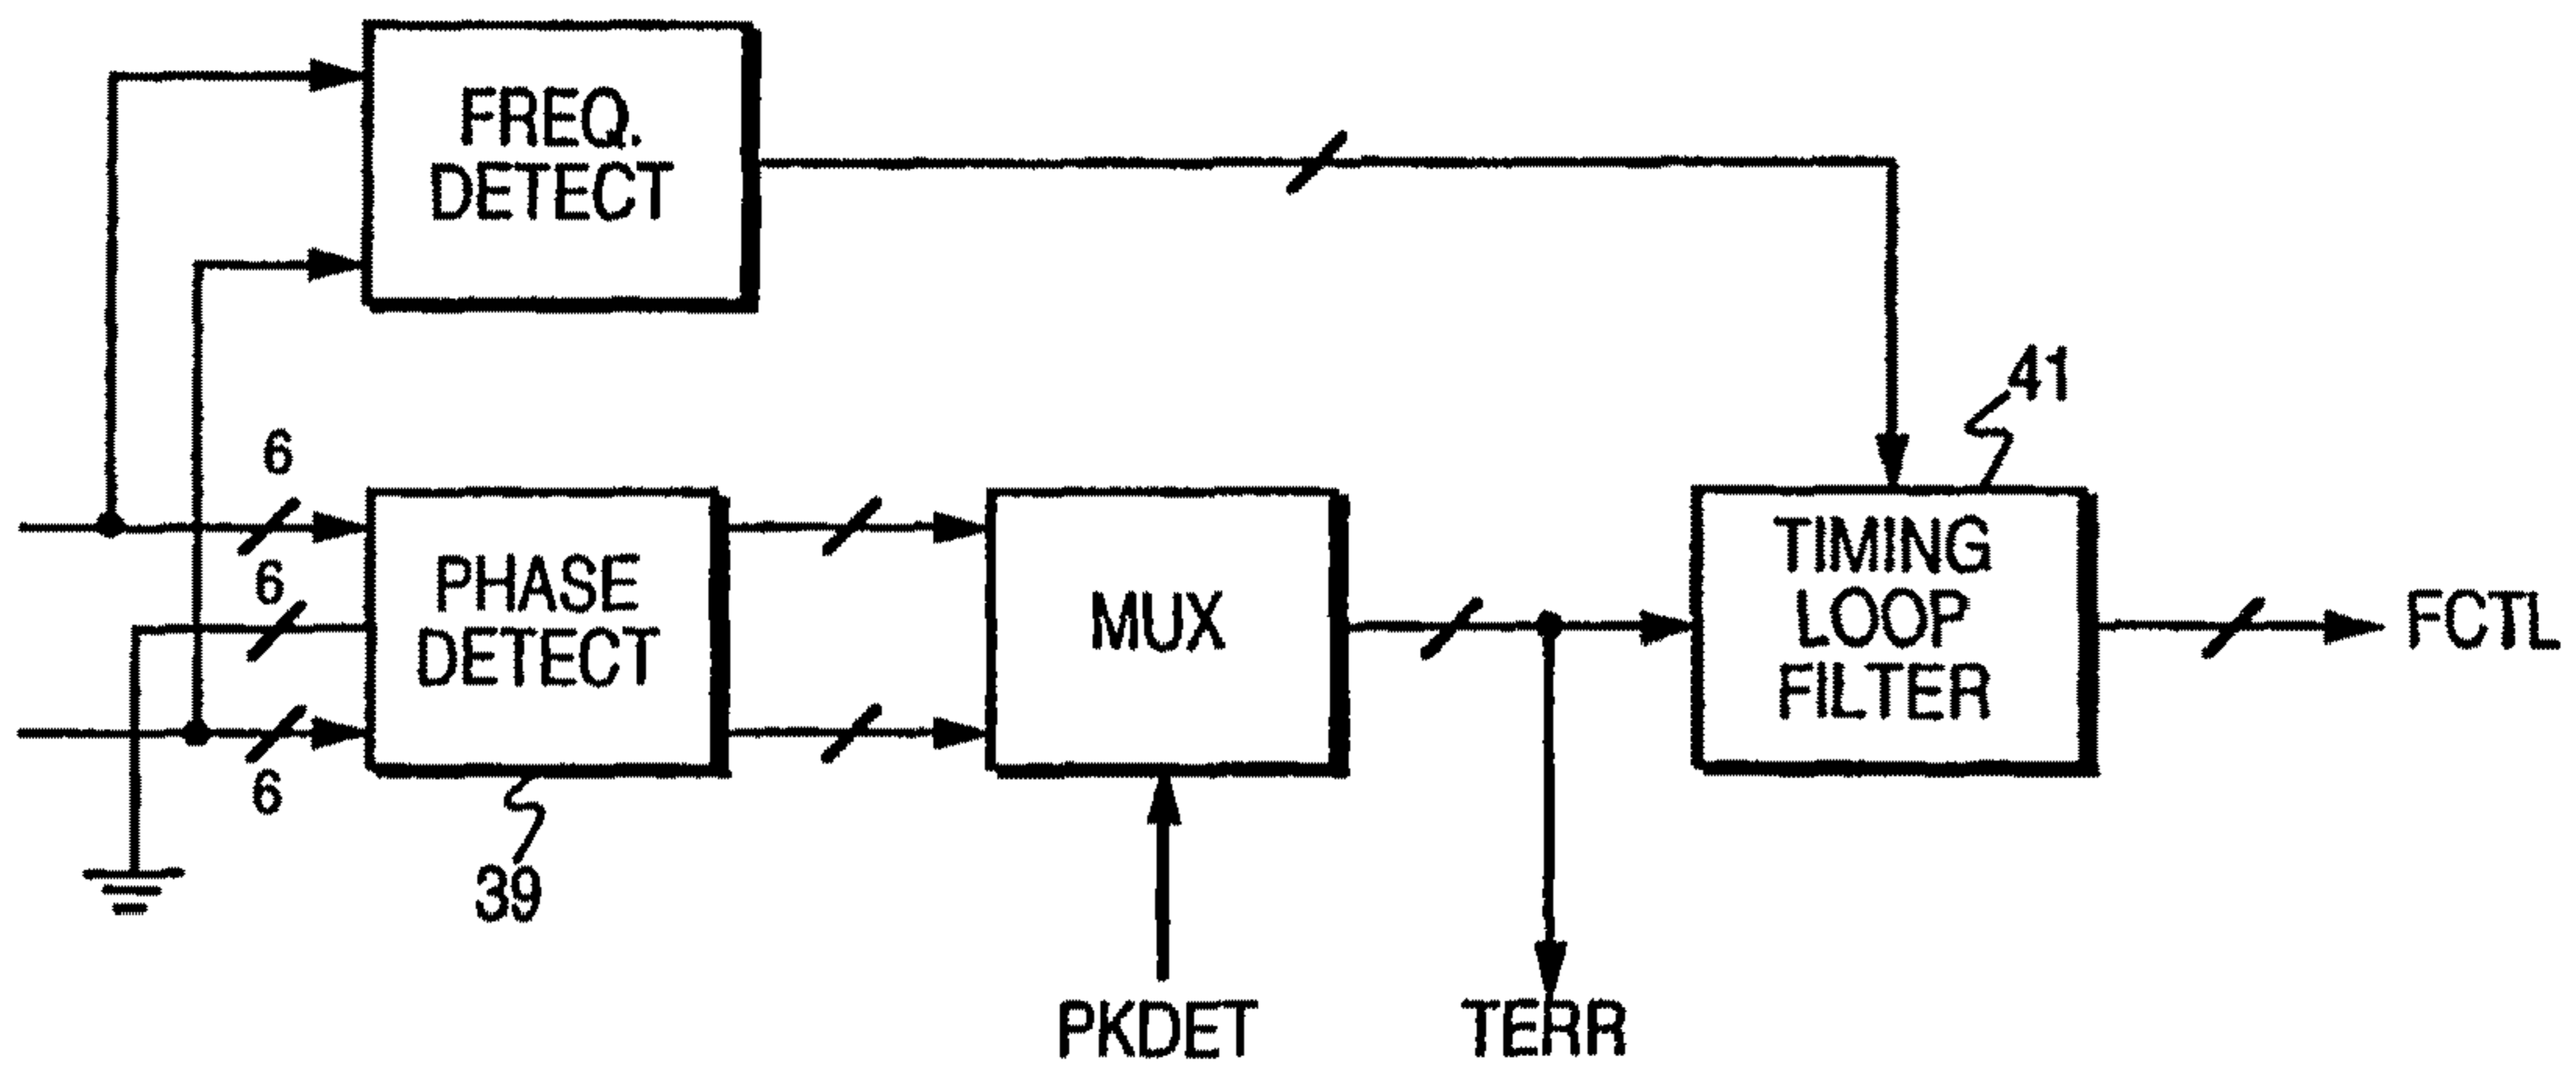 FREQ.
DETECT
41
6
6
6
PHASE
DETECT
39
MUX
TIMING
LOOP
FILTER
FCTL
PKDET
TERR